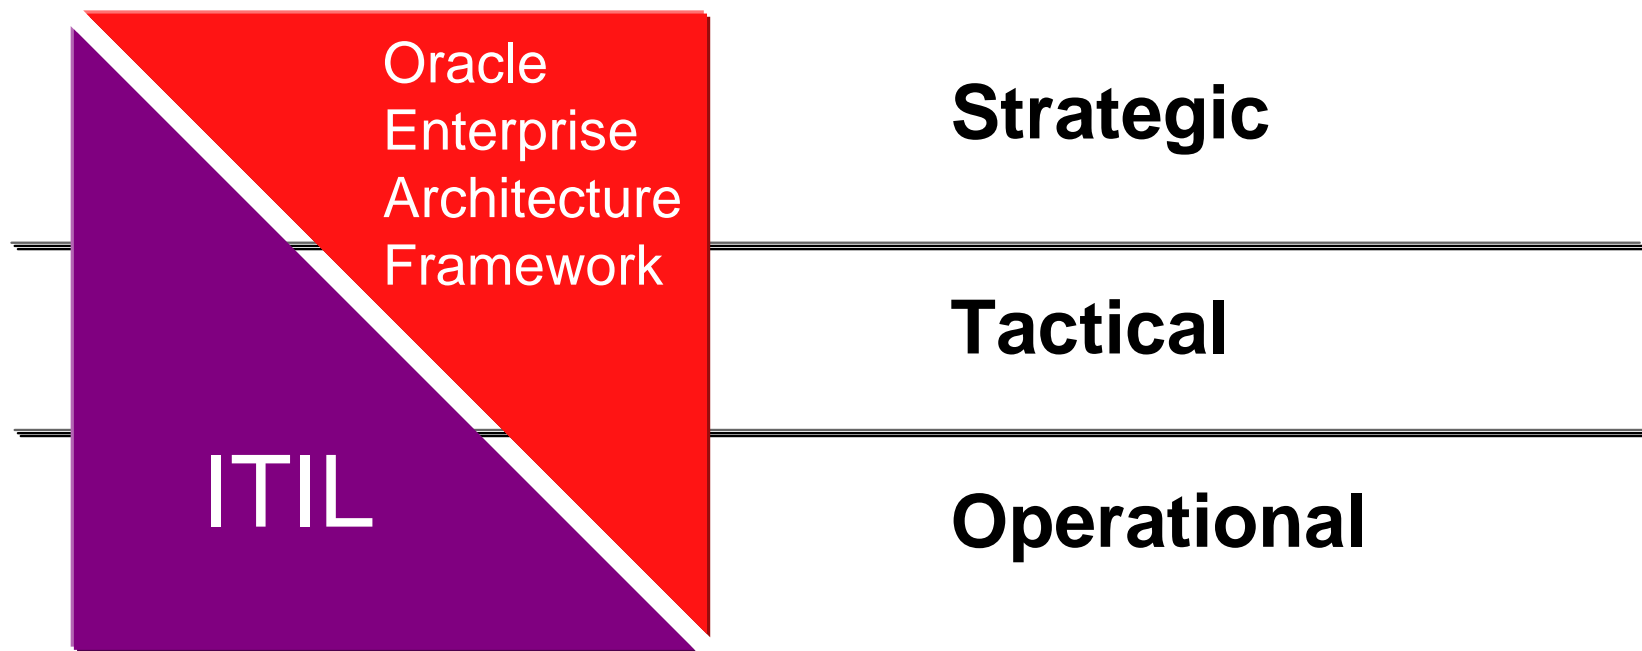 Oracle
Enterprise
Architecture
Framework
Strategic
Tactical
ITIL
Operational